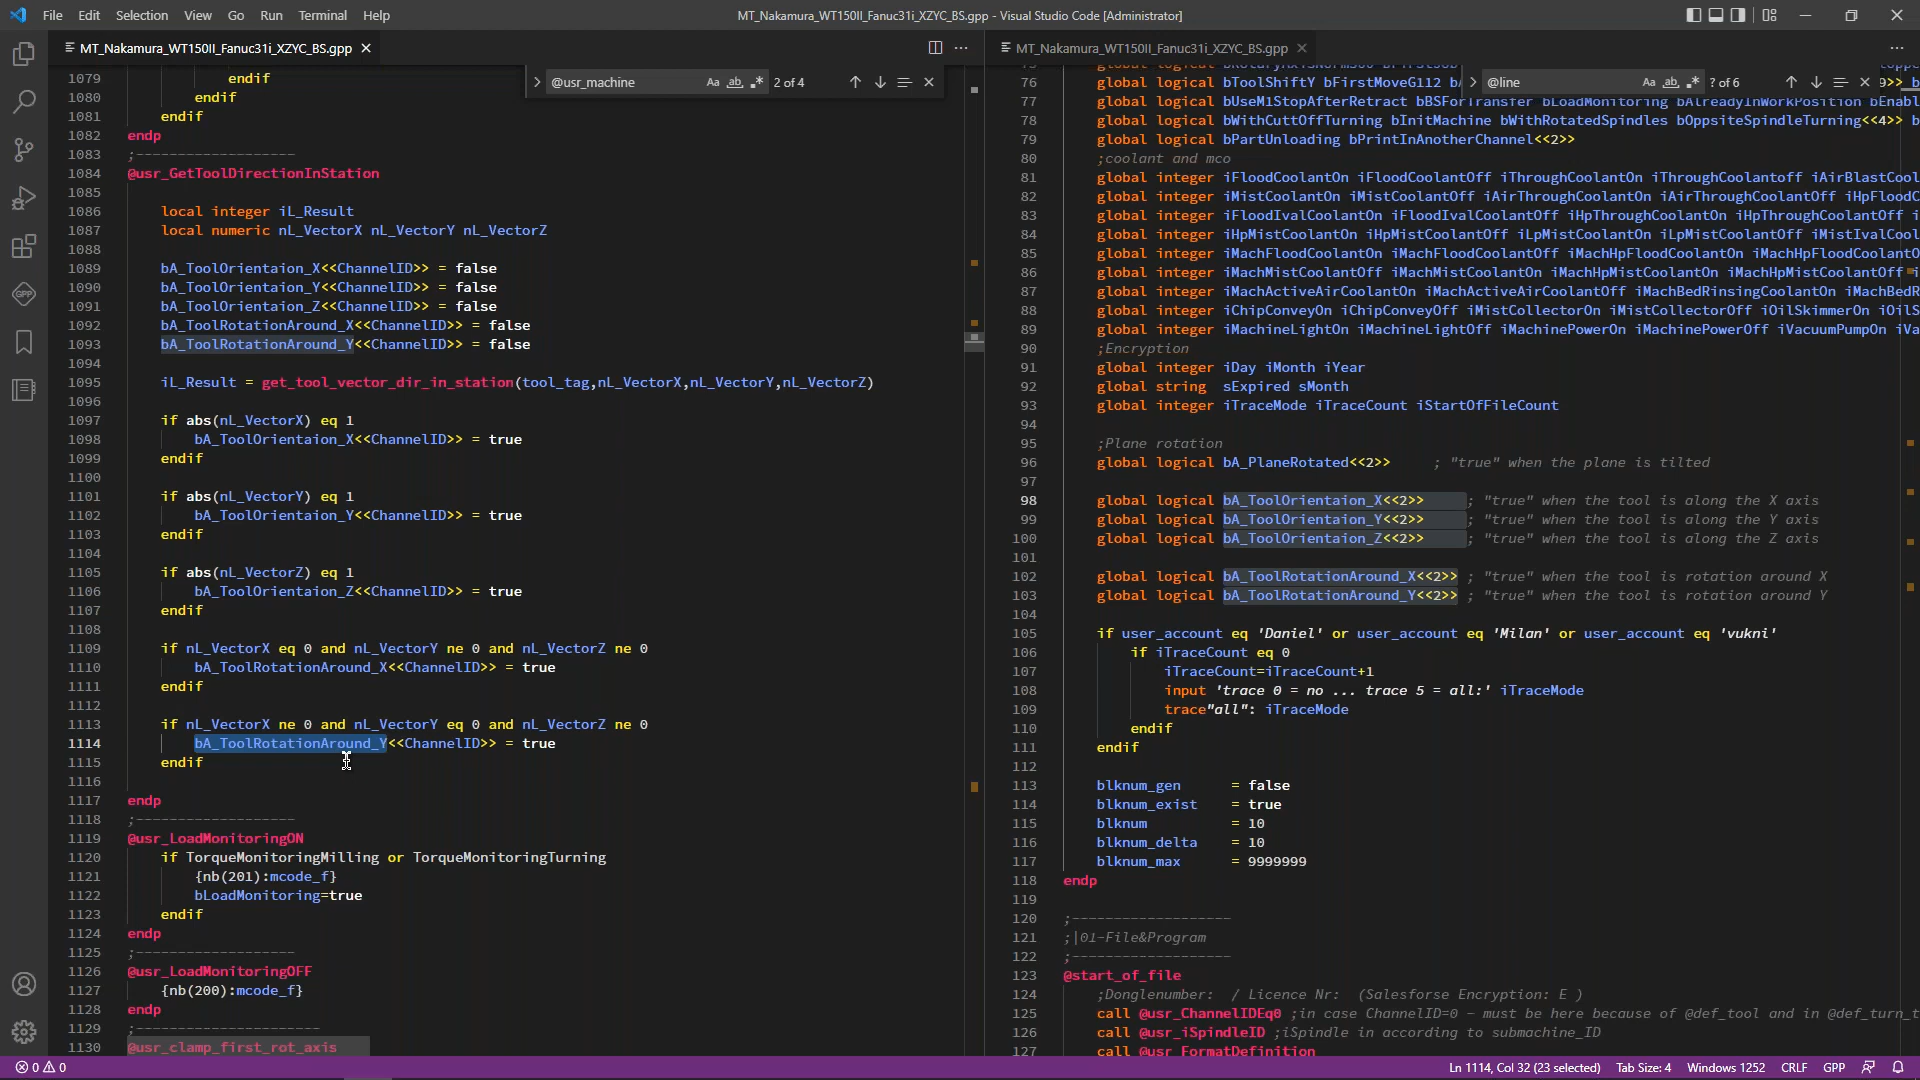 File Edit Selection View Go Run Terminal Help
MT_Nakamura_WT150II_Fanuc31i_XZYC_BS.gpp - Visual Studio Code [Administrator]
MT_Nakamura_WT150II_Fanuc31i_XZYC_BS.gpp
@usr_machine Aa ab .* 2 of 4
1079 endif
1080 endif
1081 endif
1082 endp
1083 ;-------------------
1084 @usr_GetToolDirectionInStation
1085
1086 local integer iL_Result
1087 local numeric nL_VectorX nL_VectorY nL_VectorZ
1088
1089 bA_ToolOrientaion_X<<ChannelID>> = false
1090 bA_ToolOrientaion_Y<<ChannelID>> = false
1091 bA_ToolOrientaion_Z<<ChannelID>> = false
1092 bA_ToolRotationAround_X<<ChannelID>> = false
1093 bA_ToolRotationAround_Y<<ChannelID>> = false
1094
1095 iL_Result = get_tool_vector_dir_in_station(tool_tag,nL_VectorX,nL_VectorY,nL_VectorZ)
1096
1097 if abs(nL_VectorX) eq 1
1098 bA_ToolOrientaion_X<<ChannelID>> = true
1099 endif
1100
1101 if abs(nL_VectorY) eq 1
1102 bA_ToolOrientaion_Y<<ChannelID>> = true
1103 endif
1104
1105 if abs(nL_VectorZ) eq 1
1106 bA_ToolOrientaion_Z<<ChannelID>> = true
1107 endif
1108
1109 if nL_VectorX eq 0 and nL_VectorY ne 0 and nL_VectorZ ne 0
1110 bA_ToolRotationAround_X<<ChannelID>> = true
1111 endif
1112
1113 if nL_VectorX ne 0 and nL_VectorY eq 0 and nL_VectorZ ne 0
1114 bA_ToolRotationAround_Y<<ChannelID>> = true
1115 endif
1116
1117 endp
1118 ;-------------------
1119 @usr_LoadMonitoringON
1120 if TorqueMonitoringMilling or TorqueMonitoringTurning
1121 {nb(201):mcode_f}
1122 bLoadMonitoring=true
1123 endif
1124 endp
1125 ;-------------------
1126 @usr_LoadMonitoringOFF
1127 {nb(200):mcode_f}
1128 endp
1129 ;----------------------
1130 @usr_clamp_first_rot_axis
MT_Nakamura_WT150II_Fanuc31i_XZYC_BS.gpp
@line Aa ab .* ? of 6
76 global logical bToolShiftY bFirstMoveG112
77 global logical bUseM1StopAfterRetract bBSForTransfer bLoadMonitoring bAlreadyInWorkPosition bEnabl
78 global logical bWithCuttOffTurning bInitMachine bWithRotatedSpindles bOppsiteSpindleTurning<<4>> b
79 global logical bPartUnloading bPrintInAnotherChannel<<2>>
80 ;coolant and mco
81 global integer iFloodCoolantOn iFloodCoolantOff iThroughCoolantOn iThroughCoolantoff iAirBlastCool
82 global integer iMistCoolantOn iMistCoolantOff iAirThroughCoolantOn iAirThroughCoolantOff iHpFloodC
83 global integer iFloodIvalCoolantOn iFloodIvalCoolantOff iHpThroughCoolantOn iHpThroughCoolantOff i
84 global integer iHpMistCoolantOn iHpMistCoolantOff iLpMistCoolantOn iLpMistCoolantOff iMistIvalCool
85 global integer iMachFloodCoolantOn iMachFloodCoolantOff iMachHpFloodCoolantOn iMachHpFloodCoolantO
86 global integer iMachMistCoolantOff iMachMistCoolantOn iMachHpMistCoolantOn iMachHpMistCoolantOff i
87 global integer iMachActiveAirCoolantOn iMachActiveAirCoolantOff iMachBedRinsingCoolantOn iMachBedR
88 global integer iChipConveyOn iChipConveyOff iMistCollectorOn iMistCollectorOff iOilSkimmerOn iOilS
89 global integer iMachineLightOn iMachineLightOff iMachinePowerOn iMachinePowerOff iVacuumPumpOn iVa
90 ;Encryption
91 global integer iDay iMonth iYear
92 global string sExpired sMonth
93 global integer iTraceMode iTraceCount iStartOfFileCount
94
95 ;Plane rotation
96 global logical bA_PlaneRotated<<2>> ; "true" when the plane is tilted
97
98 global logical bA_ToolOrientaion_X<<2>> ; "true" when the tool is along the X axis
99 global logical bA_ToolOrientaion_Y<<2>> ; "true" when the tool is along the Y axis
100 global logical bA_ToolOrientaion_Z<<2>> ; "true" when the tool is along the Z axis
101
102 global logical bA_ToolRotationAround_X<<2>> ; "true" when the tool is rotation around X
103 global logical bA_ToolRotationAround_Y<<2>> ; "true" when the tool is rotation around Y
104
105 if user_account eq 'Daniel' or user_account eq 'Milan' or user_account eq 'vukni'
106 if iTraceCount eq 0
107 iTraceCount=iTraceCount+1
108 input 'trace 0 = no ... trace 5 = all:' iTraceMode
109 trace"all": iTraceMode
110 endif
111 endif
112
113 blknum_gen = false
114 blknum_exist = true
115 blknum = 10
116 blknum_delta = 10
117 blknum_max = 9999999
118 endp
119
120 ;-------------------
121 ;|01-File&Program
122 ;-------------------
123 @start_of_file
124 ;Donglenumber: / Licence Nr: (Salesforse Encryption: E )
125 call @usr_ChannelIDEq0 ;in case ChannelID=0 - must be here because of @def_tool and in @def_turn_t
126 call @usr_iSpindleID ;iSpindle in according to submachine_ID
127 call @usr_FormatDefinition
0 0 Ln 1114, Col 32 (23 selected) Tab Size: 4 Windows 1252 CRLF GPP